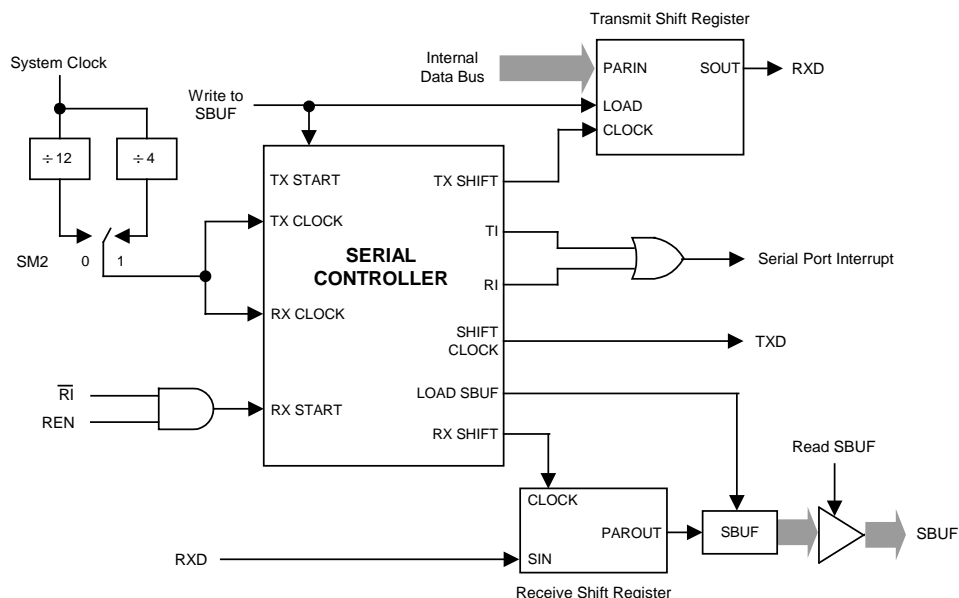 Transmit Shift Register
System Clock
Internal
Data Bus
PARIN
SOUT
RXD
Write to
SBUF
LOAD
CLOCK
÷ 12
÷ 4
TX START
TX SHIFT
TX CLOCK
TI
SERIAL
CONTROLLER
Serial Port Interrupt
SM2
0
1
RI
RX CLOCK
SHIFT
CLOCK
TXD
LOAD SBUF
R̅I̅
REN
RX START
RX SHIFT
Read SBUF
CLOCK
PAROUT
SBUF
SBUF
RXD
SIN
Receive Shift Register